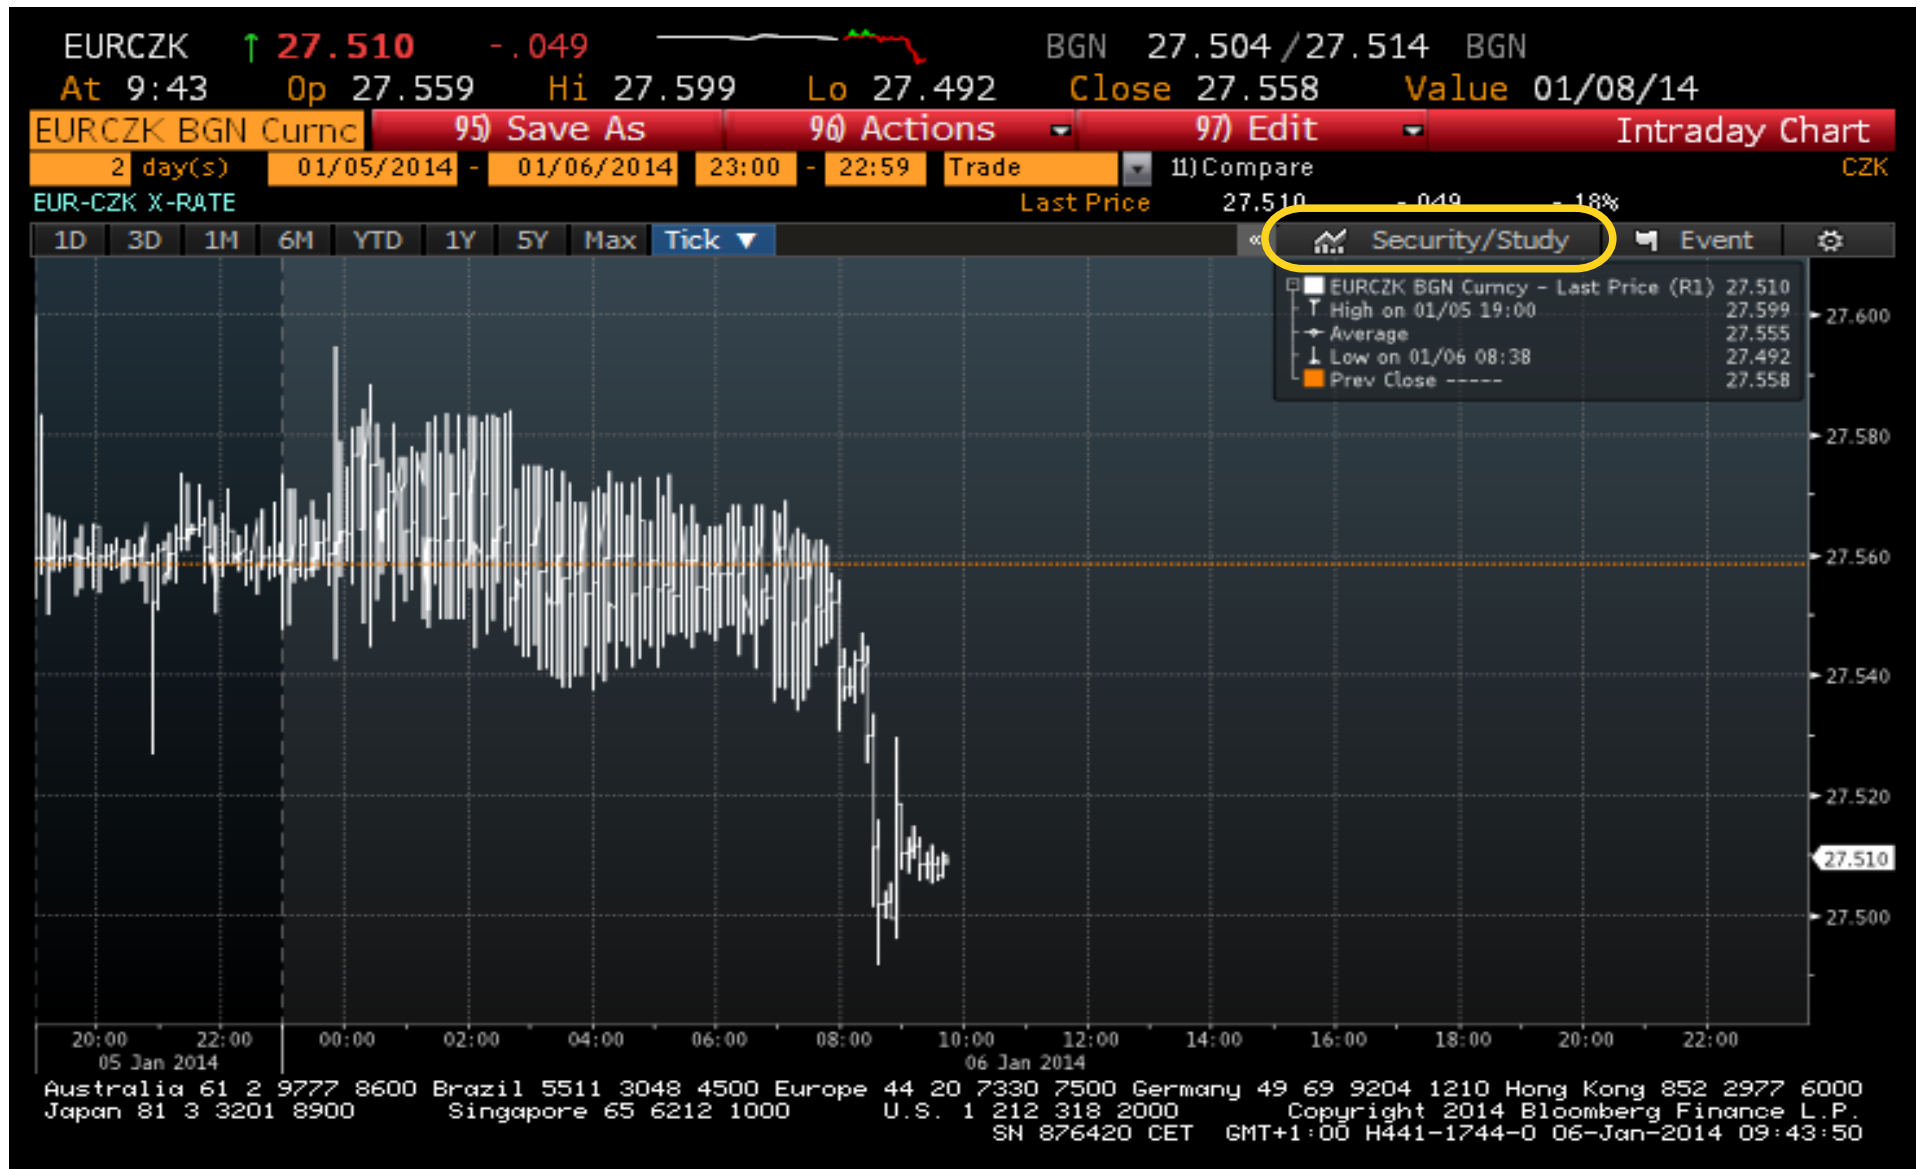 EURCZK ↑ 27.510 -.049 BGN 27.504/27.514 BGN
At 9:43 Op 27.559 Hi 27.599 Lo 27.492 Close 27.558 Value 01/08/14
EURCZK BGN Curnc 95) Save As 96) Actions 97) Edit Intraday Chart
2 day(s) 01/05/2014 - 01/06/2014 23:00 - 22:59 Trade 11) Compare CZK
EUR-CZK X-RATE Last Price 27.510 -.049 -.18%
1D 3D 1M 6M YTD 1Y 5Y Max Tick ▼ « Security/Study Event
EURCZK BGN Curncy - Last Price (R1) 27.510
High on 01/05 19:00 27.599
Average 27.555
Low on 01/06 08:38 27.492
Prev Close ----- 27.558
27.600
27.580
27.560
27.540
27.520
27.510
27.500
20:00 22:00 00:00 02:00 04:00 06:00 08:00 10:00 12:00 14:00 16:00 18:00 20:00 22:00
05 Jan 2014 06 Jan 2014
Australia 61 2 9777 8600 Brazil 5511 3048 4500 Europe 44 20 7330 7500 Germany 49 69 9204 1210 Hong Kong 852 2977 6000
Japan 81 3 3201 8900 Singapore 65 6212 1000 U.S. 1 212 318 2000 Copyright 2014 Bloomberg Finance L.P.
SN 876420 CET GMT+1:00 H441-1744-0 06-Jan-2014 09:43:50